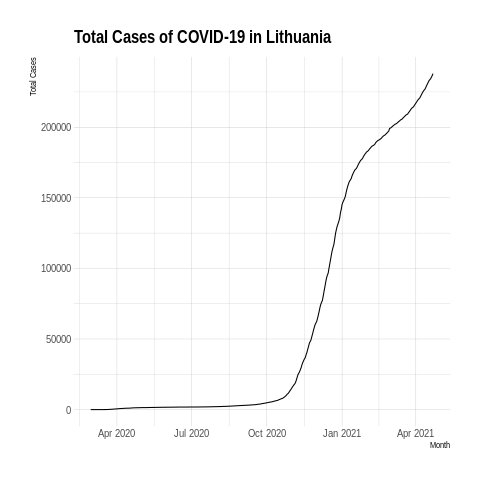 Total Cases of COVID-19 in Lithuania
Total Cases
200000
150000
100000
50000
0
Apr 2020 Jul 2020 Oct 2020 Jan 2021 Apr 2021
Month